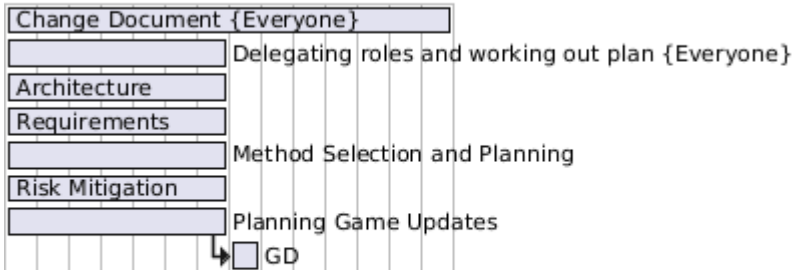 Change Document {Everyone}
Delegating roles and working out plan {Everyone}
Architecture
Requirements
Method Selection and Planning
Risk Mitigation
Planning Game Updates
GD